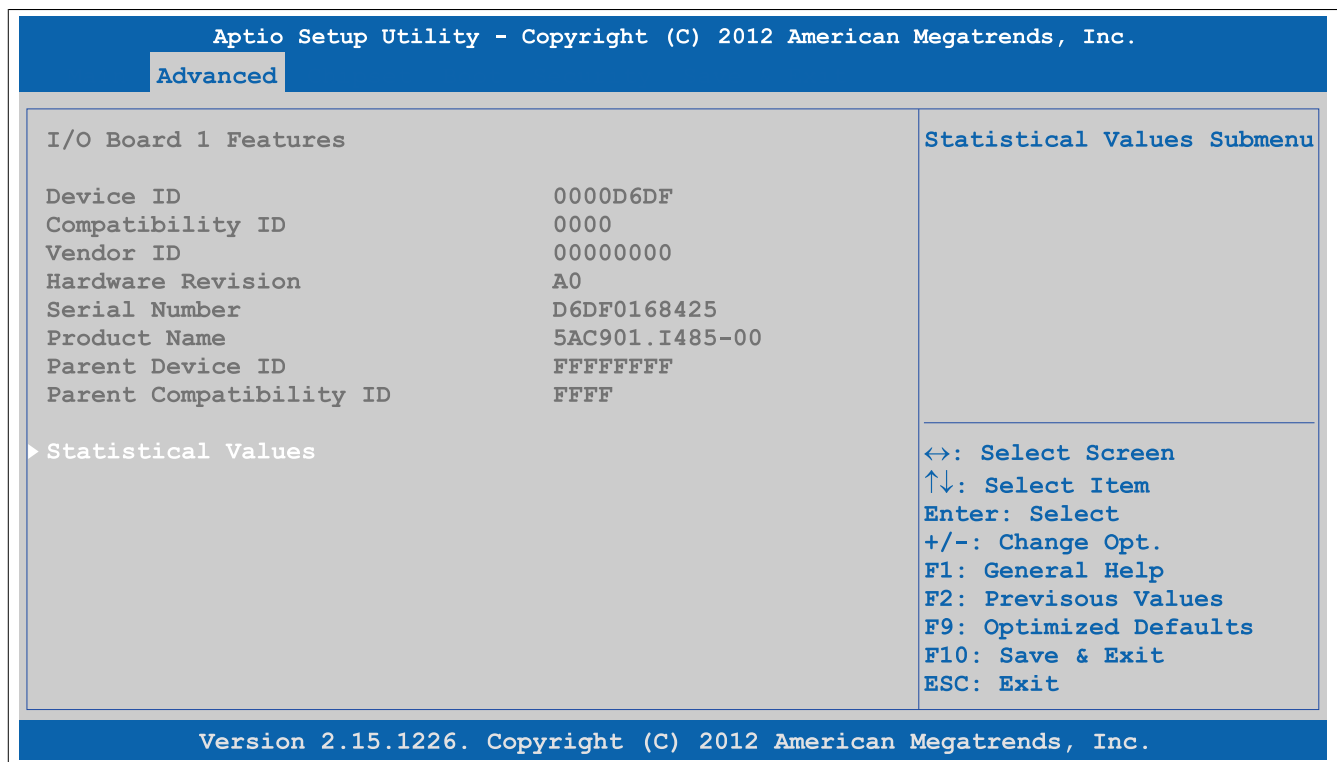 Aptio Setup Utility - Copyright (C) 2012 American Megatrends, Inc.
Advanced
I/O Board 1 Features
Device ID 0000D6DF
Compatibility ID 0000
Vendor ID 00000000
Hardware Revision A0
Serial Number D6DF0168425
Product Name 5AC901.I485-00
Parent Device ID FFFFFFFF
Parent Compatibility ID FFFF
Statistical Values
Statistical Values Submenu
↔: Select Screen
↑↓: Select Item
Enter: Select
+/-: Change Opt.
F1: General Help
F2: Previsous Values
F9: Optimized Defaults
F10: Save & Exit
ESC: Exit
Version 2.15.1226. Copyright (C) 2012 American Megatrends, Inc.